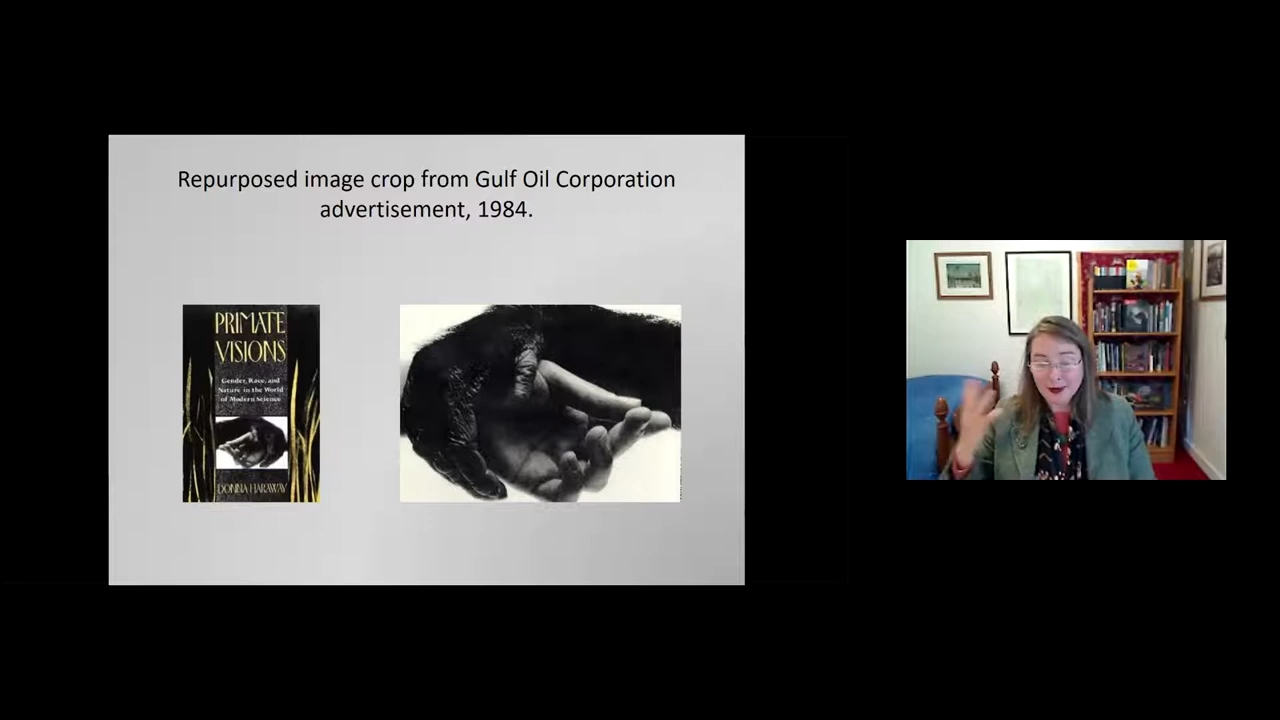 Repurposed image crop from Gulf Oil Corporation
advertisement, 1984.
PRIMATE
VISIONS
Gender, Race, and
Nature in the World
of Modern Science
DONNA HARAWAY